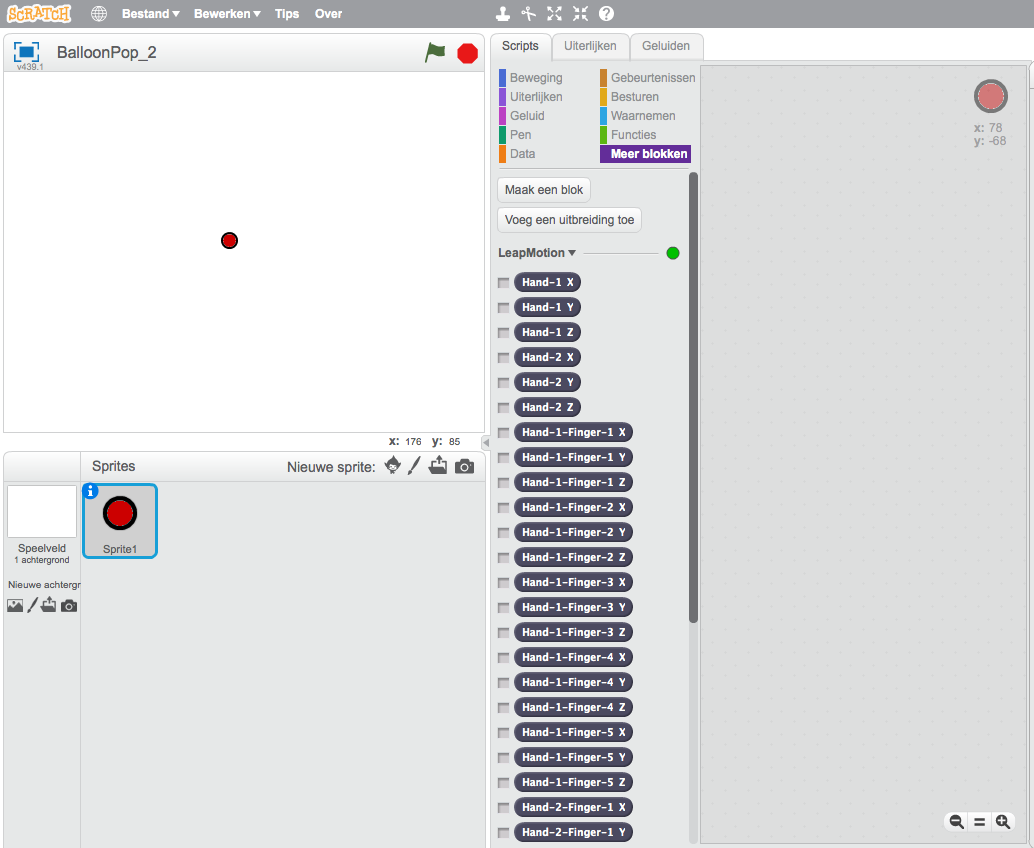 SCRATCH
Bestand Bewerken Tips Over
v439.1
BalloonPop_2
x: 176 y: 85
Sprites
Nieuwe sprite:
Speelveld
1 achtergrond
Nieuwe achtergr
Sprite1
Scripts Uiterlijken Geluiden
Beweging Gebeurtenissen
Uiterlijken Besturen
Geluid Waarnemen
Pen Functies
Data Meer blokken
Maak een blok
Voeg een uitbreiding toe
LeapMotion
Hand-1 X
Hand-1 Y
Hand-1 Z
Hand-2 X
Hand-2 Y
Hand-2 Z
Hand-1-Finger-1 X
Hand-1-Finger-1 Y
Hand-1-Finger-1 Z
Hand-1-Finger-2 X
Hand-1-Finger-2 Y
Hand-1-Finger-2 Z
Hand-1-Finger-3 X
Hand-1-Finger-3 Y
Hand-1-Finger-3 Z
Hand-1-Finger-4 X
Hand-1-Finger-4 Y
Hand-1-Finger-4 Z
Hand-1-Finger-5 X
Hand-1-Finger-5 Y
Hand-1-Finger-5 Z
Hand-2-Finger-1 X
Hand-2-Finger-1 Y
x: 78
y: -68